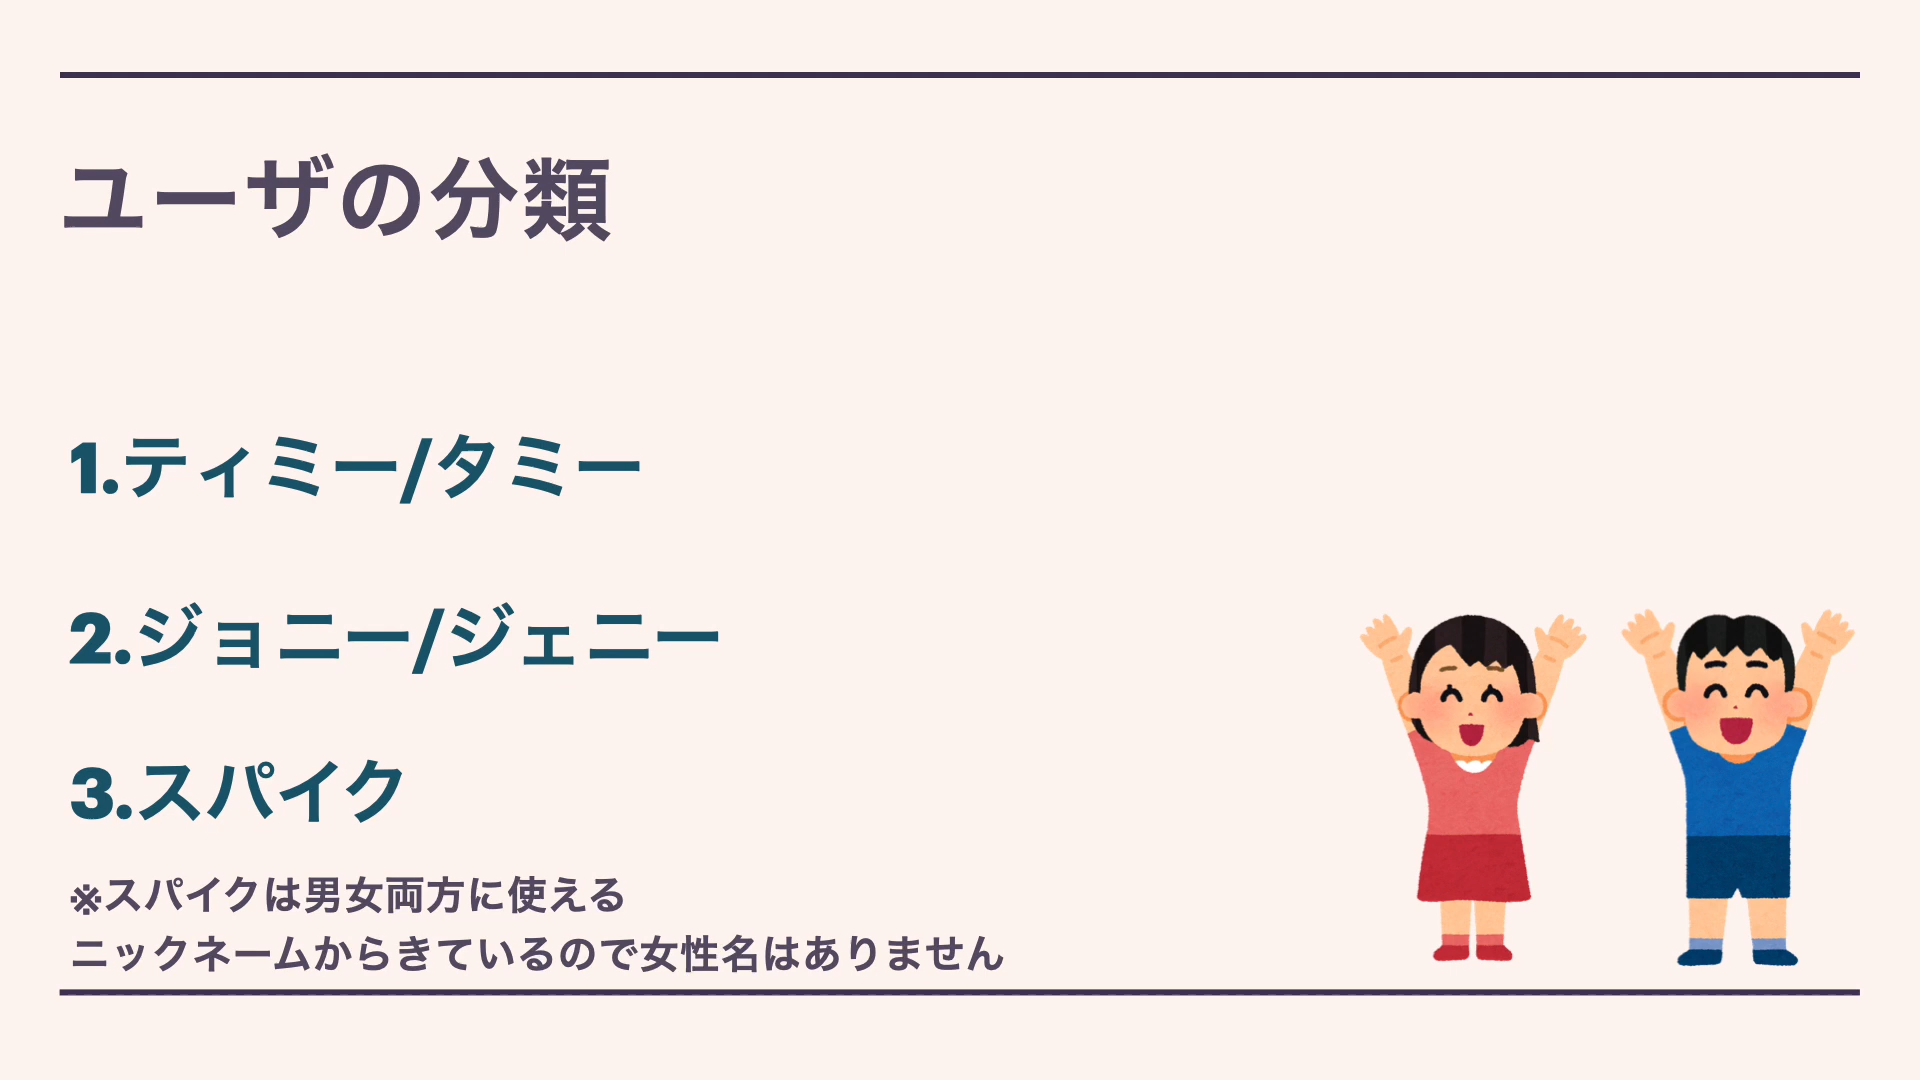 ユーザの分類
1.ティミー/タミー
2.ジョニー/ジェニー
3.スパイク
※スパイクは男女両方に使える
ニックネームからきているので女性名はありません